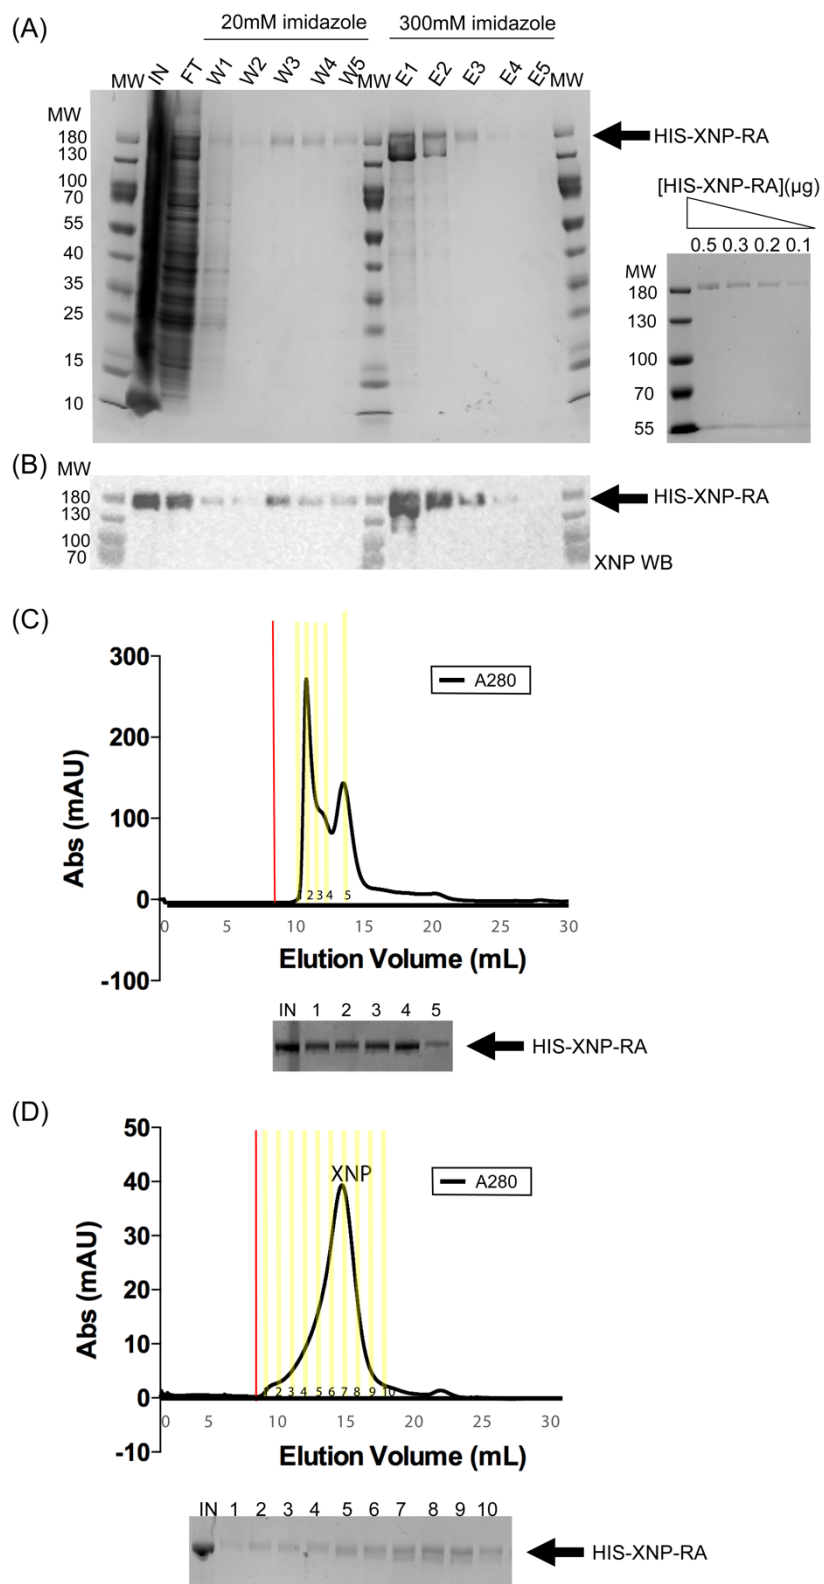 (A)
20mM imidazole 300mM imidazole
MW IN FT W1 W2 W3 W4 W5 MW E1 E2 E3 E4 E5 MW
MW
180
130
100
70
55
40
35
25
15
10
HIS-XNP-RA
[HIS-XNP-RA](µg)
0.5 0.3 0.2 0.1
MW
180
130
100
70
55
(B)
MW
180
130
100
70
HIS-XNP-RA
XNP WB
(C)
300
200
100
0
-100
Abs (mAU)
A280
1 2 3 4 5
0 5 10 15 20 25 30
Elution Volume (mL)
IN 1 2 3 4 5
HIS-XNP-RA
(D)
50
40
30
20
10
0
-10
Abs (mAU)
XNP
A280
1 2 3 4 5 6 7 8 9 10
0 5 10 15 20 25 30
Elution Volume (mL)
IN 1 2 3 4 5 6 7 8 9 10
HIS-XNP-RA